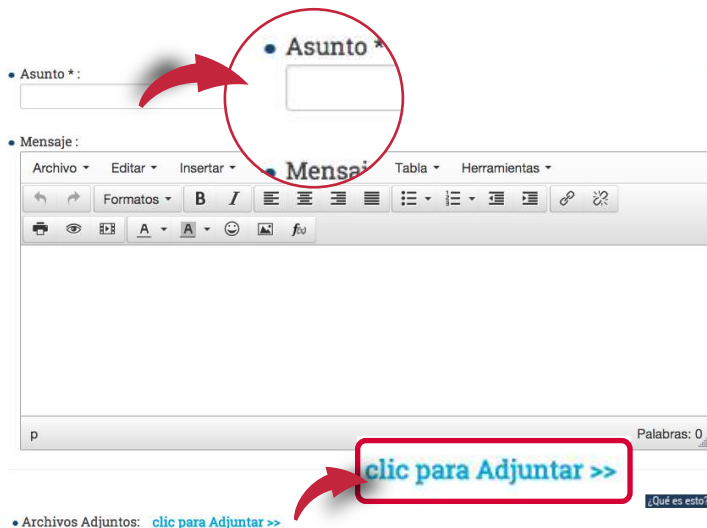 • Asunto *
• Asunto * :
• Mensaje :
• Mensaj
Archivo Editar Insertar Tabla Herramientas
Formatos B I
A A f(x)
p Palabras: 0
clic para Adjuntar >>
¿Qué es esto?
• Archivos Adjuntos: clic para Adjuntar >>